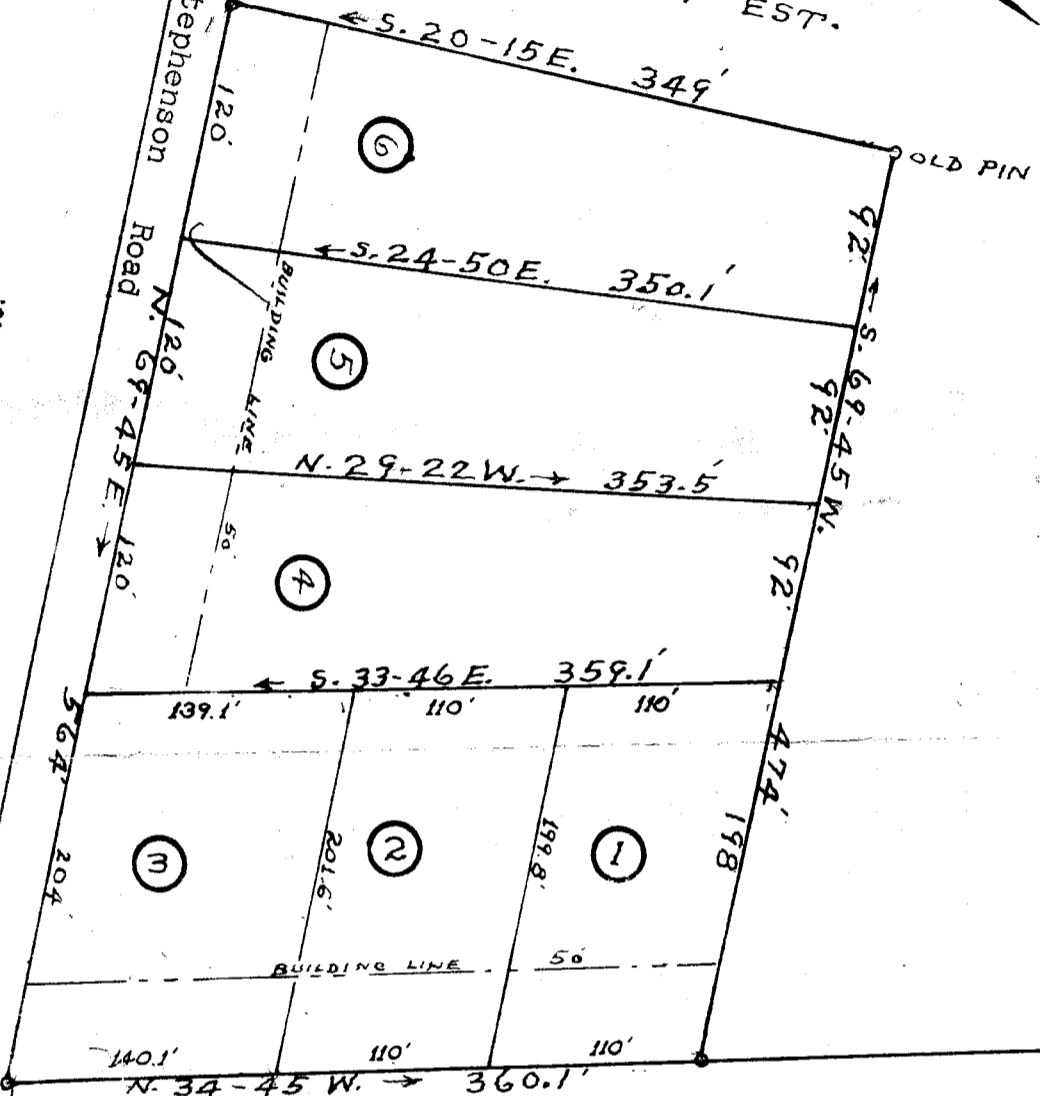 EST.
S. 20-15E. 349'
OLD PIN
tephenson Road
120'
6
92'
S. 24-50E. 350.1'
BUILDING LINE
50'
N. 69-45 E.
120'
5
92'
S. 69-45 W.
N. 29-22 W. 353.5'
120'
4
92'
S. 33-46 E. 359.1'
139.1'
110'
110'
564'
474'
204'
3
201.6'
2
199.8'
1
198
BUILDING LINE 50'
140.1'
110'
110'
N. 34-45 W. 360.1'